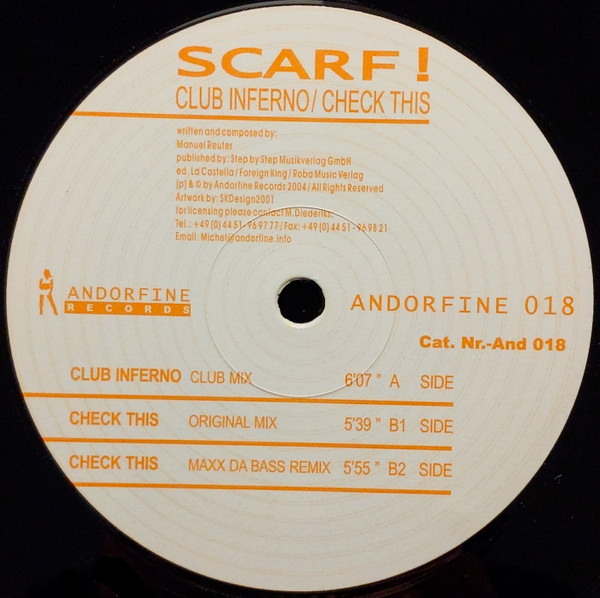 SCARF!
CLUB INFERNO/ CHECK THIS
written and composed by:
Manuel Reuter
published by: Step by Step Musikverlag GmbH
ed. La Castella / Foreign King / Roba Music Verlag
(p) & © by Andorfine Records 2004 / All Rights Reserved
Artwork by: SKDesign2001
for licensing please contact M.Diederiks:
Tel.: +49 (0) 44 51 - 96 97 77 / Fax: +49 (0) 44 51 - 96 98 21
Email: Michel@andorfine.info
ANDORFINE
RECORDS
ANDORFINE 018
Cat. Nr.-And 018
CLUB INFERNO CLUB MIX 6'07 " A SIDE
CHECK THIS ORIGINAL MIX 5'39 " B1 SIDE
CHECK THIS MAXX DA BASS REMIX 5'55 " B2 SIDE